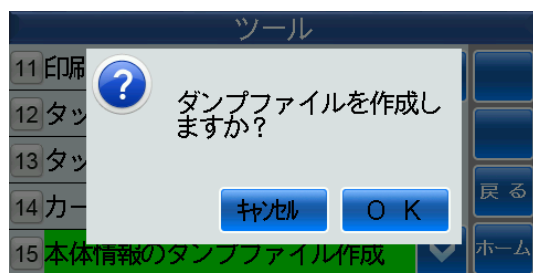 ツール
11 印刷
12 タッ
13 タッ
14 カー
15 本体情報のダンプファイル作成
ダンプファイルを作成し
ますか？
ｷｬﾝｾﾙ
ＯＫ
戻る
ホーム